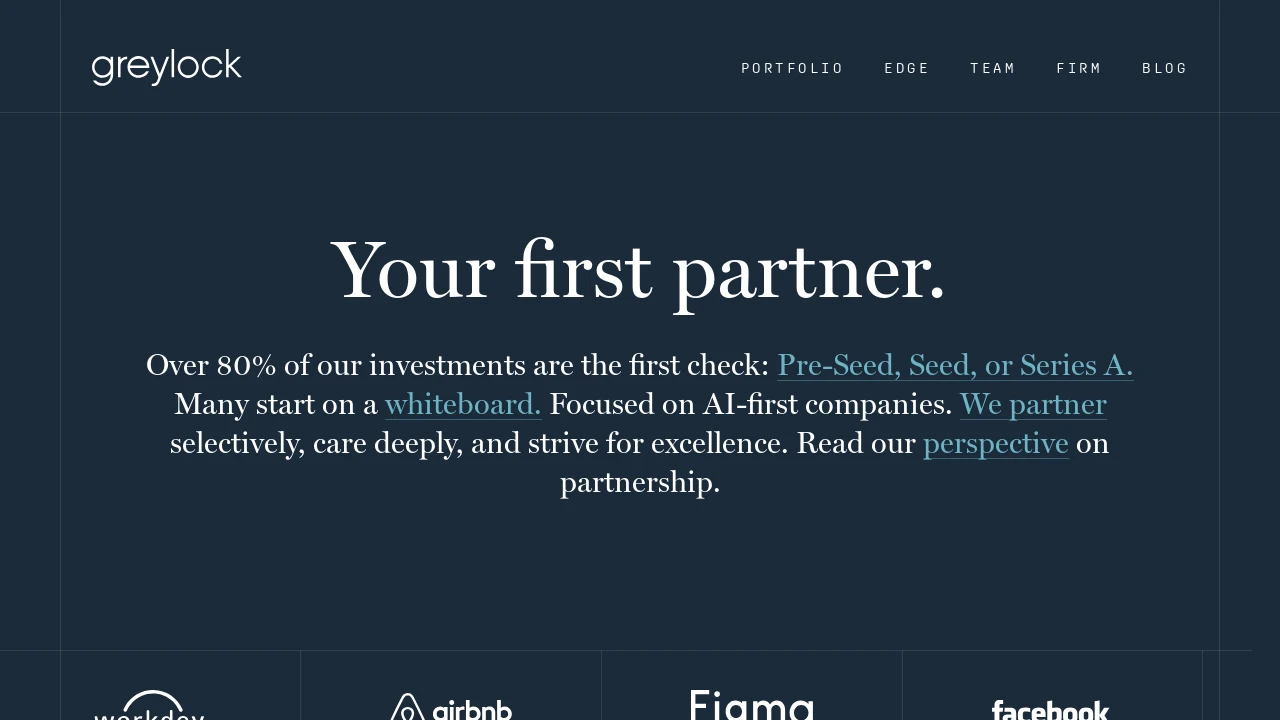 greylock
PORTFOLIO EDGE TEAM FIRM BLOG
Your first partner.
Over 80% of our investments are the first check: Pre-Seed, Seed, or Series A.
Many start on a whiteboard. Focused on AI-first companies. We partner
selectively, care deeply, and strive for excellence. Read our perspective on
partnership.
workday airbnb Figma facebook